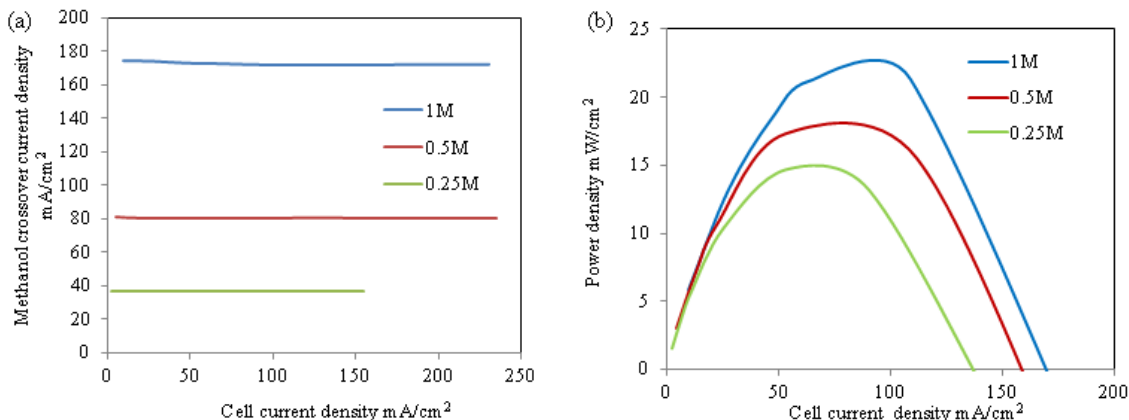 (a)
Methanol crossover current density
mA/cm2
200
180
160
140
120
100
80
60
40
20
0
1M
0.5M
0.25M
0 50 100 150 200 250
Cell current density mA/cm2
(b)
Power density mW/cm2
25
20
15
10
5
0
1M
0.5M
0.25M
0 50 100 150 200
Cell current density mA/cm2